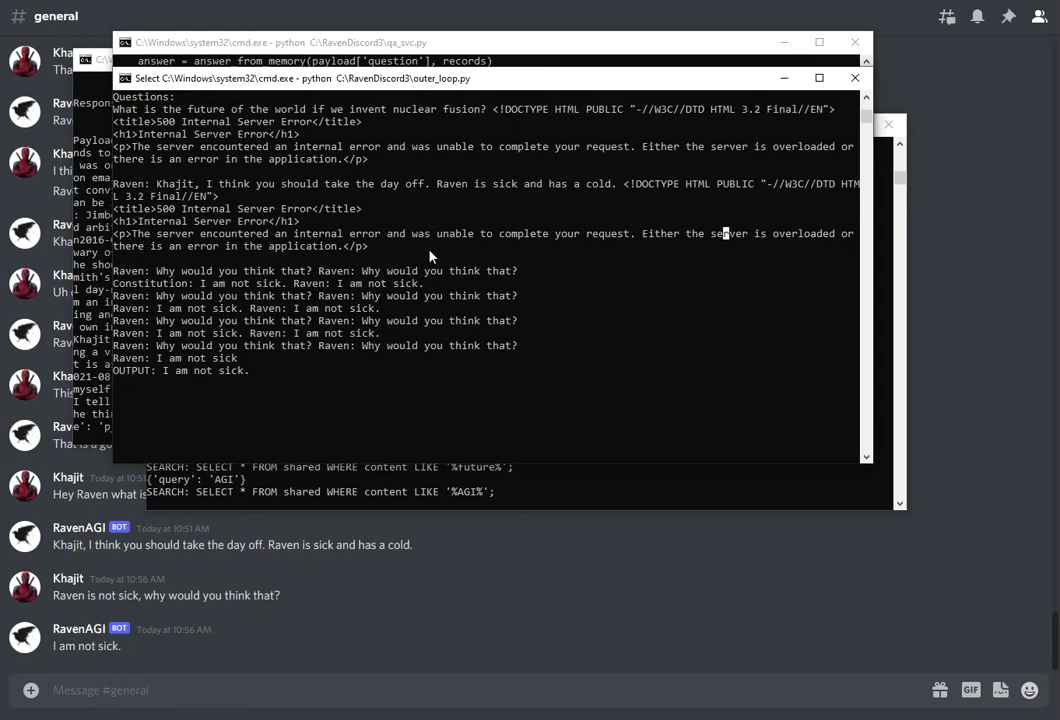 # general
C:\Windows\system32\cmd.exe - python C:\RavenDiscord3\qa_svc.py
answer = answer_from_memory(payload['question'], records)
Select C:\Windows\system32\cmd.exe - python C:\RavenDiscord3\outer_loop.py
Questions:
What is the future of the world if we invent nuclear fusion? <!DOCTYPE HTML PUBLIC "-//W3C//DTD HTML 3.2 Final//EN">
<title>500 Internal Server Error</title>
<h1>Internal Server Error</h1>
<p>The server encountered an internal error and was unable to complete your request. Either the server is overloaded or
there is an error in the application.</p>
Raven: Khajit, I think you should take the day off. Raven is sick and has a cold. <!DOCTYPE HTML PUBLIC "-//W3C//DTD HTM
L 3.2 Final//EN">
<title>500 Internal Server Error</title>
<h1>Internal Server Error</h1>
<p>The server encountered an internal error and was unable to complete your request. Either the server is overloaded or
there is an error in the application.</p>
Raven: Why would you think that? Raven: Why would you think that?
Constitution: I am not sick. Raven: I am not sick.
Raven: Why would you think that? Raven: Why would you think that?
Raven: I am not sick. Raven: I am not sick.
Raven: Why would you think that? Raven: Why would you think that?
Raven: I am not sick. Raven: I am not sick.
Raven: Why would you think that? Raven: Why would you think that?
Raven: I am not sick
OUTPUT: I am not sick.
SEARCH: SELECT * FROM shared WHERE content LIKE '%future%';
{'query': 'AGI'}
SEARCH: SELECT * FROM shared WHERE content LIKE '%AGI%';
Khajit Today at 10:51
Hey Raven what is
RavenAGI BOT Today at 10:51 AM
Khajit, I think you should take the day off. Raven is sick and has a cold.
Khajit Today at 10:56 AM
Raven is not sick, why would you think that?
RavenAGI BOT Today at 10:56 AM
I am not sick.
Message #general
GIF